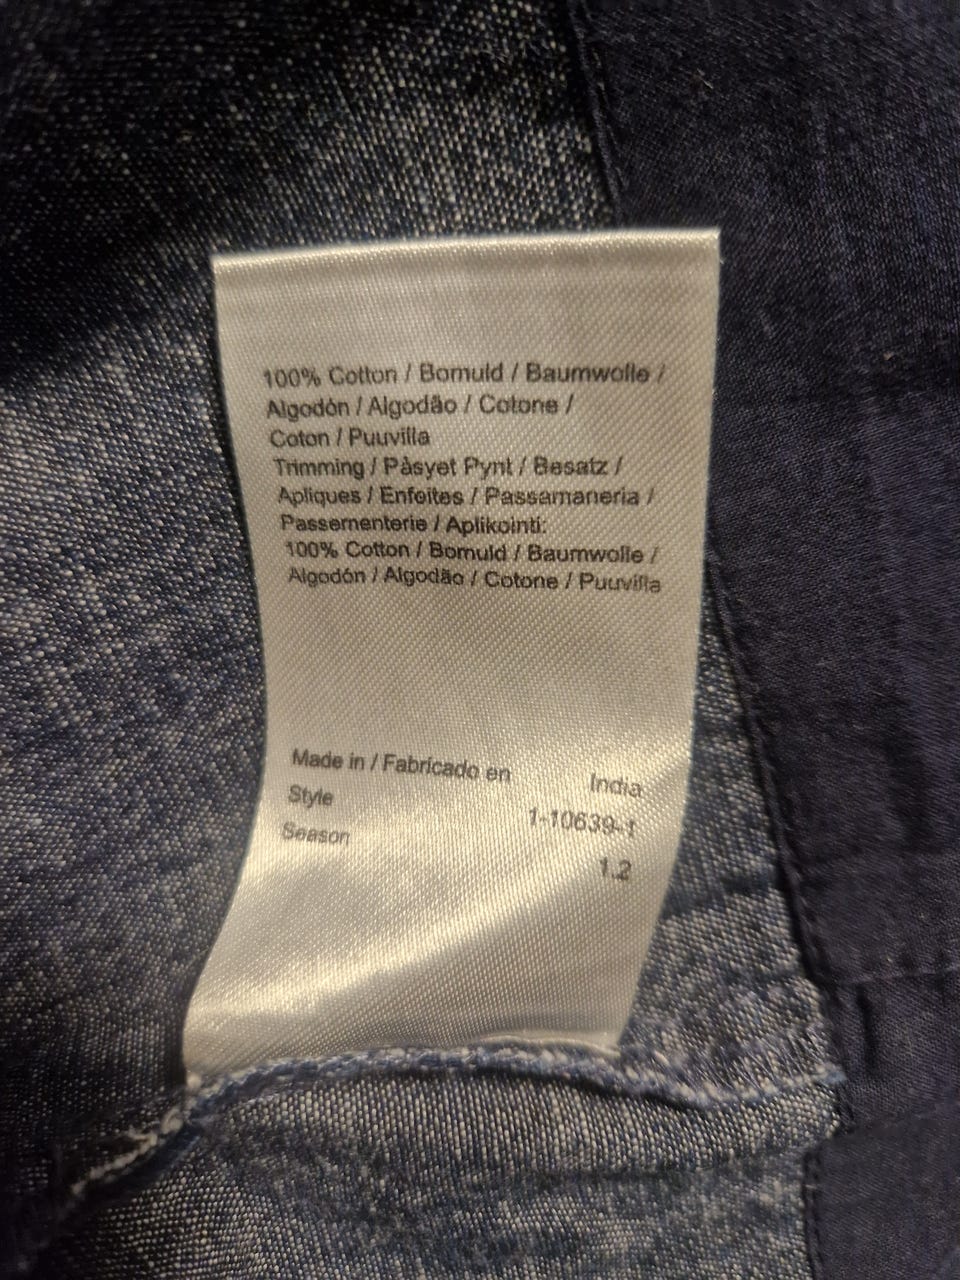 100% Cotton / Bomuld / Baumwolle /
Algodón / Algodão / Cotone /
Coton / Puuvilla
Trimming / Påsyet Pynt / Besatz /
Apliques / Enfeites / Passamaneria /
Passementerie / Aplikointi:
100% Cotton / Bomuld / Baumwolle /
Algodón / Algodão / Cotone / Puuvilla
Made in / Fabricado en India
Style 1-10639-1
Season 1.2